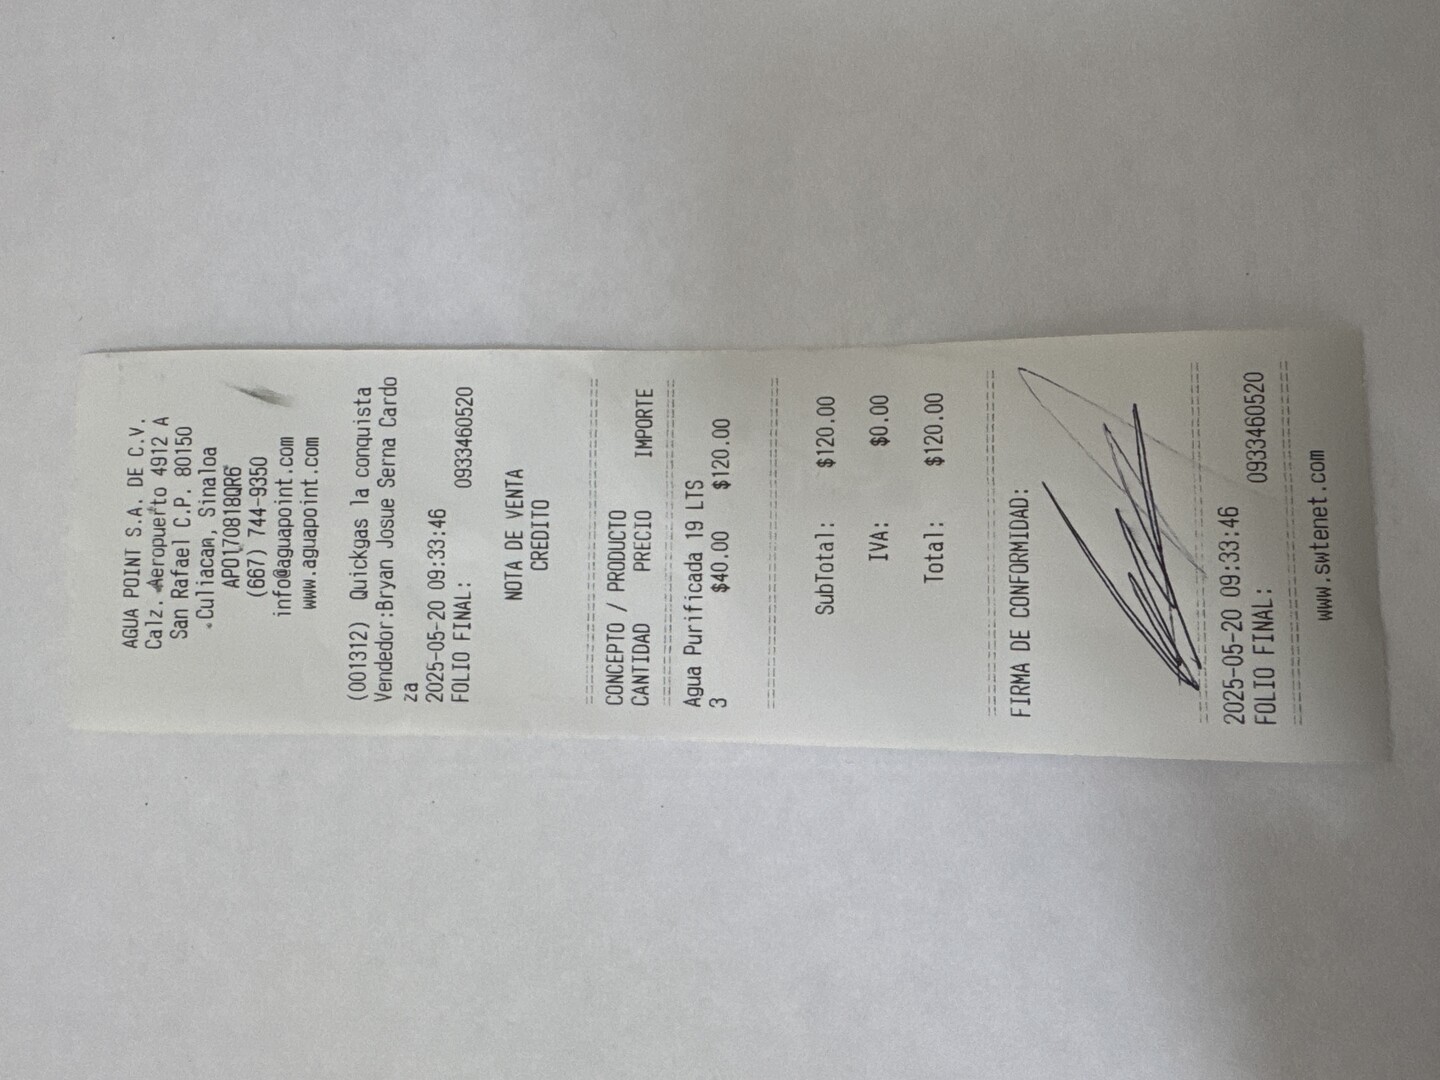 AGUA POINT S.A. DE C.V.
Calz. Aeropuerto 4912 A
San Rafael C.P. 80150
Culiacan, Sinaloa
APO170818QR6
(667) 744-9350
info@aguapoint.com
www.aguapoint.com
(001312) Quickgas la conquista
Vendedor:Bryan Josue Serna Cardo
za
2025-05-20 09:33:46
FOLIO FINAL: 0933460520
NOTA DE VENTA
CREDITO
CONCEPTO / PRODUCTO
CANTIDAD PRECIO IMPORTE
Agua Purificada 19 LTS
3 $40.00 $120.00
SubTotal: $120.00
IVA: $0.00
Total: $120.00
FIRMA DE CONFORMIDAD:
2025-05-20 09:33:46
FOLIO FINAL: 0933460520
www.swtenet.com